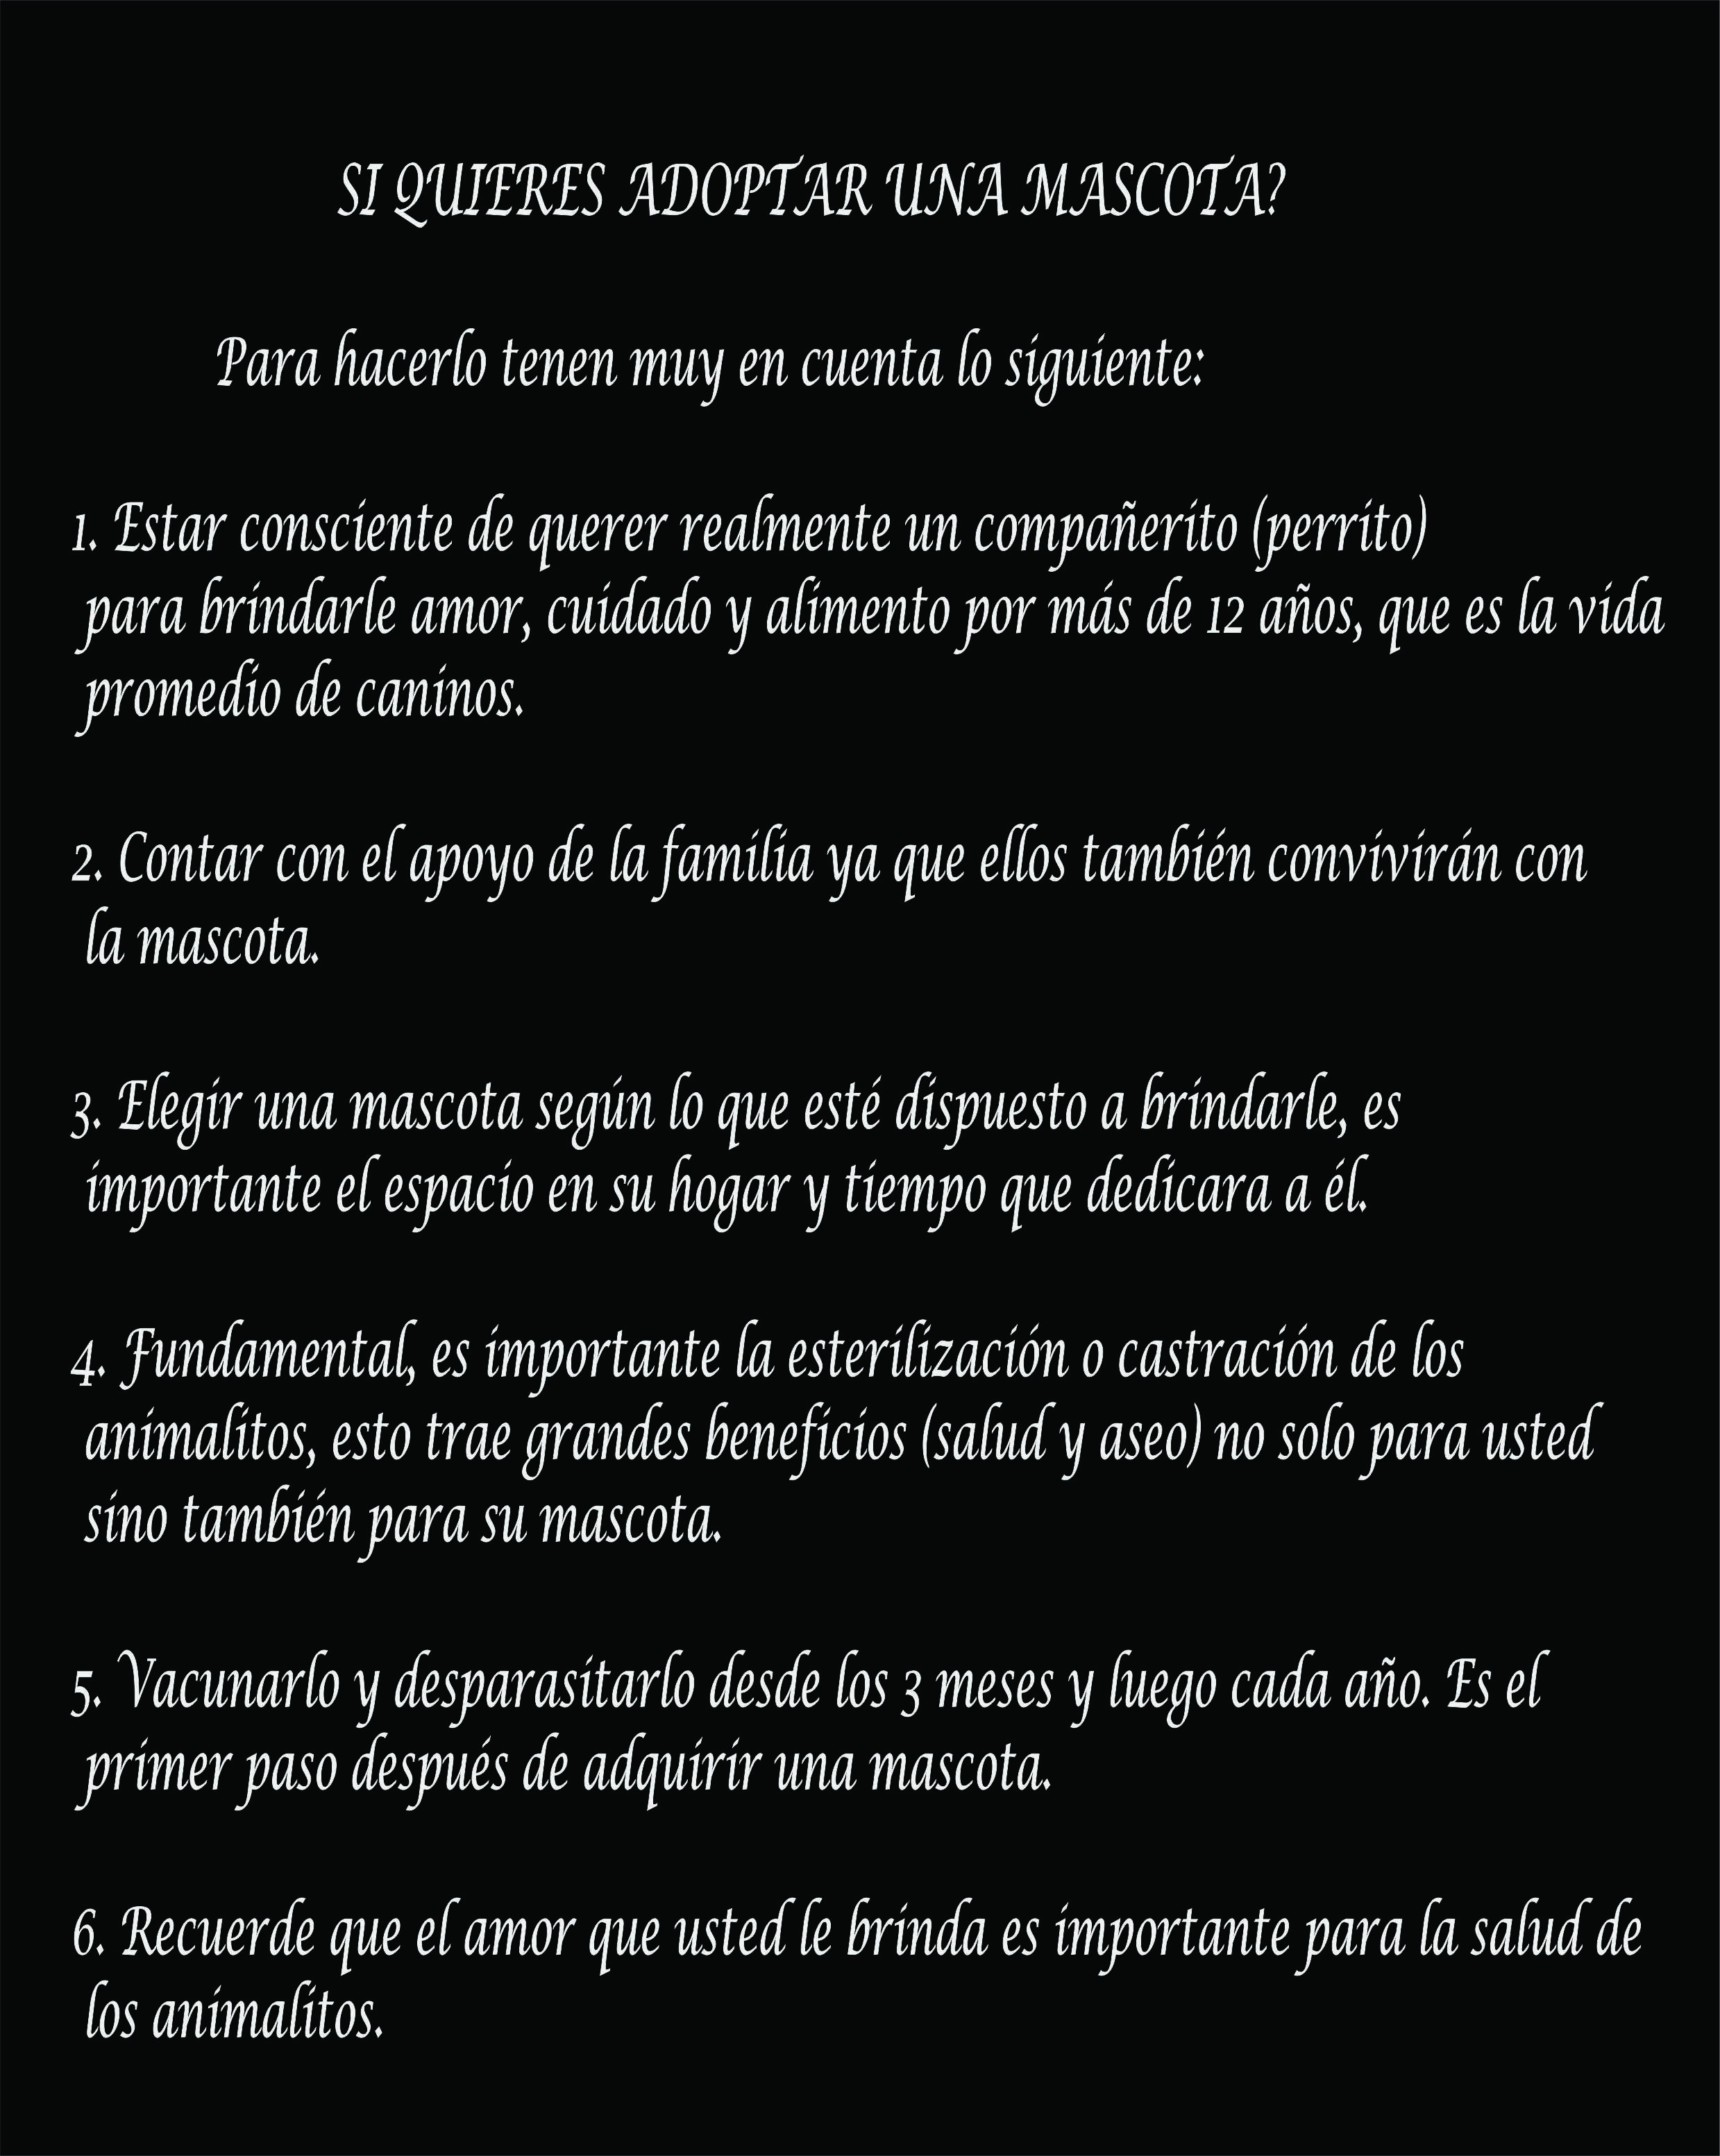 SI QUIERES ADOPTAR UNA MASCOTA?
Para hacerlo tenen muy en cuenta lo siguiente:
1. Estar consciente de querer realmente un compañerito (perrito)
para brindarle amor, cuidado y alimento por más de 12 años, que es la vida
promedio de caninos.
2. Contar con el apoyo de la familia ya que ellos también convivirán con
la mascota.
3. Elegir una mascota según lo que esté dispuesto a brindarle, es
importante el espacio en su hogar y tiempo que dedicara a él.
4. Fundamental, es importante la esterilización o castración de los
animalitos, esto trae grandes beneficios (salud y aseo) no solo para usted
sino también para su mascota.
5. Vacunarlo y desparasitarlo desde los 3 meses y luego cada año. Es el
primer paso después de adquirir una mascota.
6. Recuerde que el amor que usted le brinda es importante para la salud de
los animalitos.